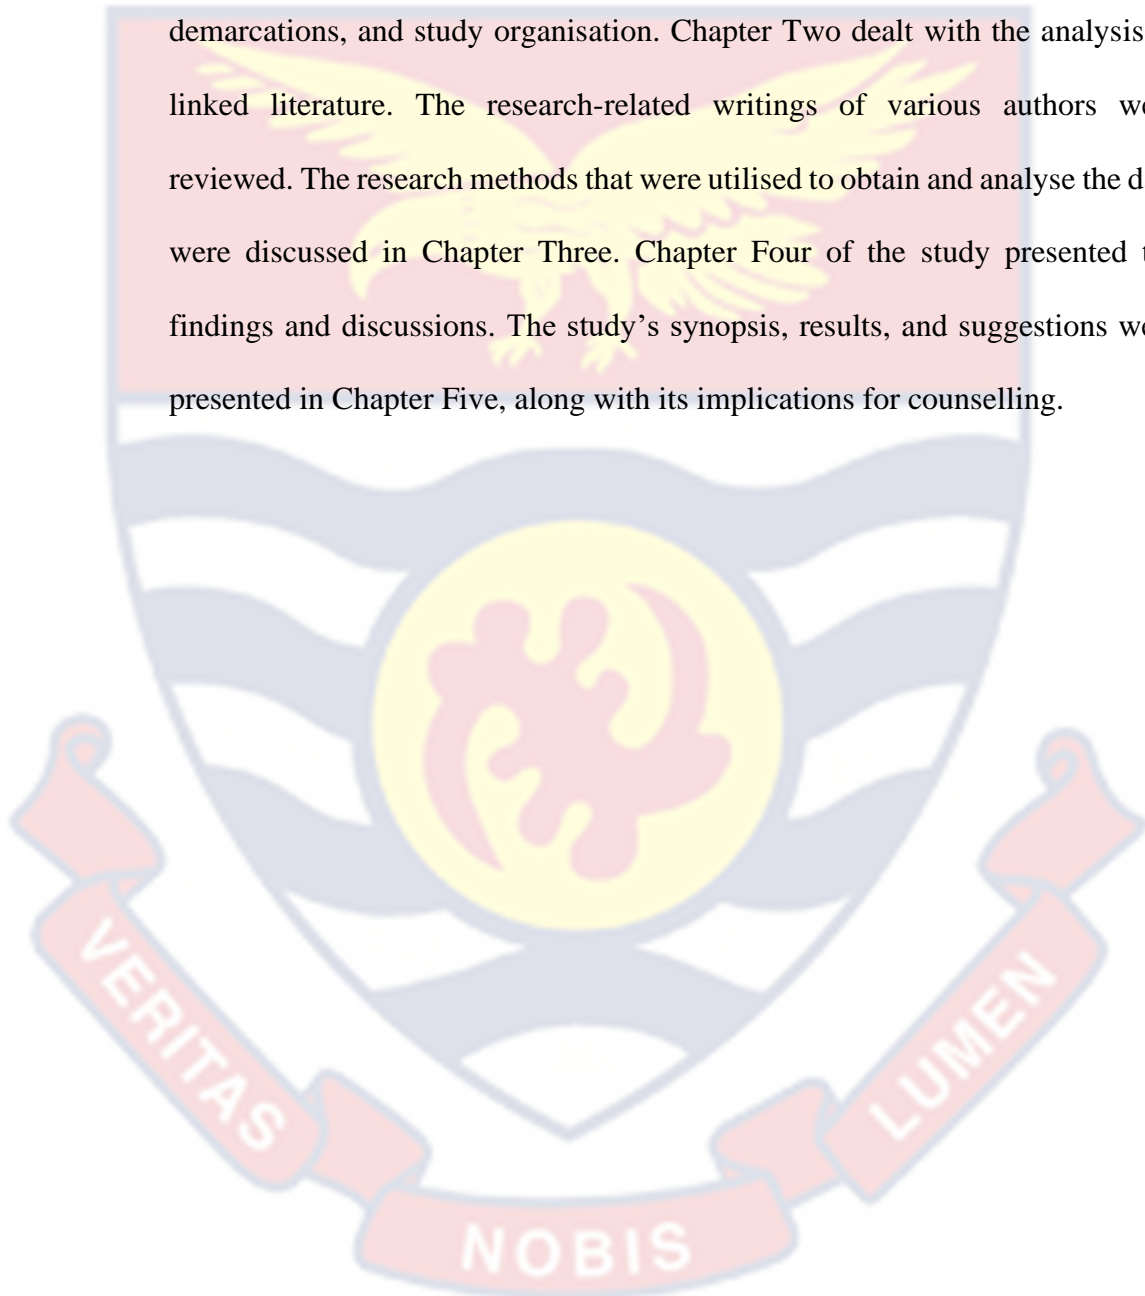 demarcations, and study organisation. Chapter Two dealt with the analysis
linked literature. The research-related writings of various authors we
reviewed. The research methods that were utilised to obtain and analyse the d
were discussed in Chapter Three. Chapter Four of the study presented t
findings and discussions. The study’s synopsis, results, and suggestions we
presented in Chapter Five, along with its implications for counselling.
VERITAS
NOBIS
LUMEN